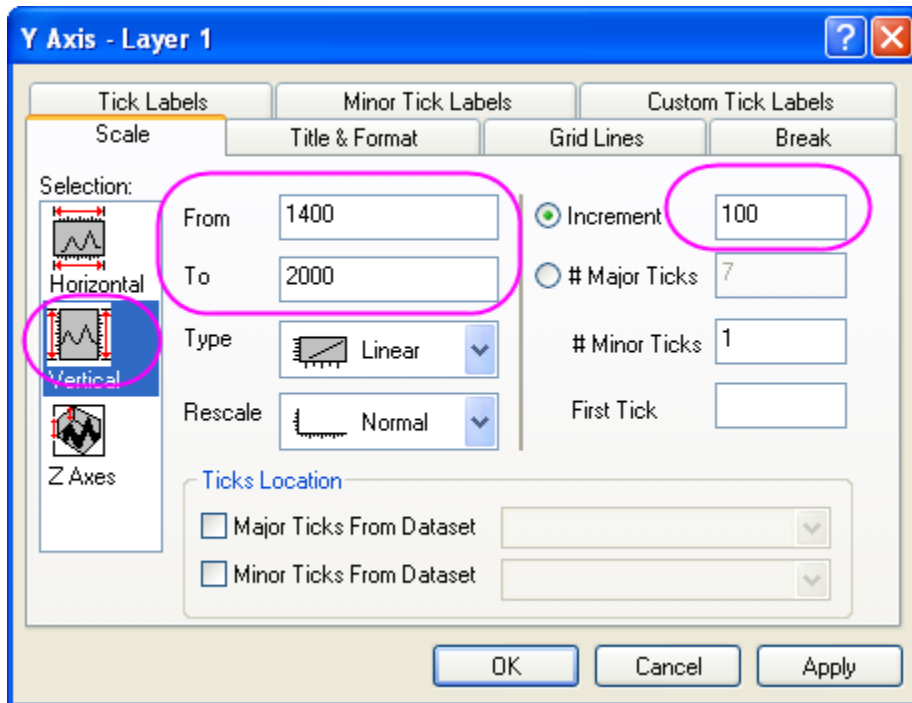 Y Axis - Layer 1
Tick Labels
Minor Tick Labels
Custom Tick Labels
Scale
Title & Format
Grid Lines
Break
Selection:
Horizontal
Vertical
Z Axes
From 1400
To 2000
Type Linear
Rescale Normal
Increment 100
# Major Ticks 7
# Minor Ticks 1
First Tick
Ticks Location
Major Ticks From Dataset
Minor Ticks From Dataset
OK
Cancel
Apply